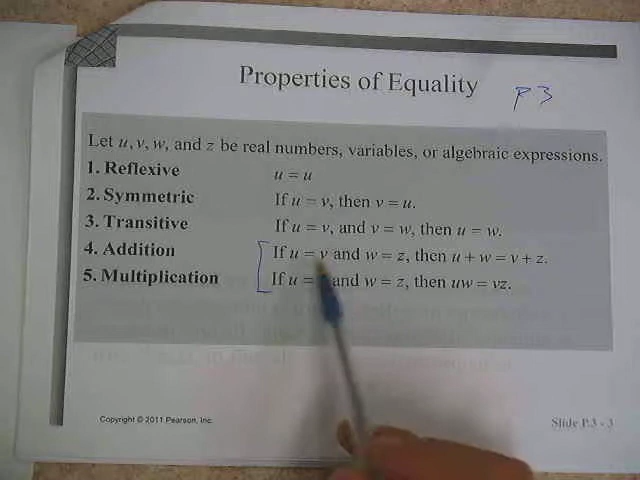 Properties of Equality
P3
Let u, v, w, and z be real numbers, variables, or algebraic expressions.
1. Reflexive u = u
2. Symmetric If u = v, then v = u.
3. Transitive If u = v, and v = w, then u = w.
4. Addition If u = v and w = z, then u + w = v + z.
5. Multiplication If u = and w = z, then uw = vz.
Copyright © 2011 Pearson, Inc.
Slide P.3 - 3